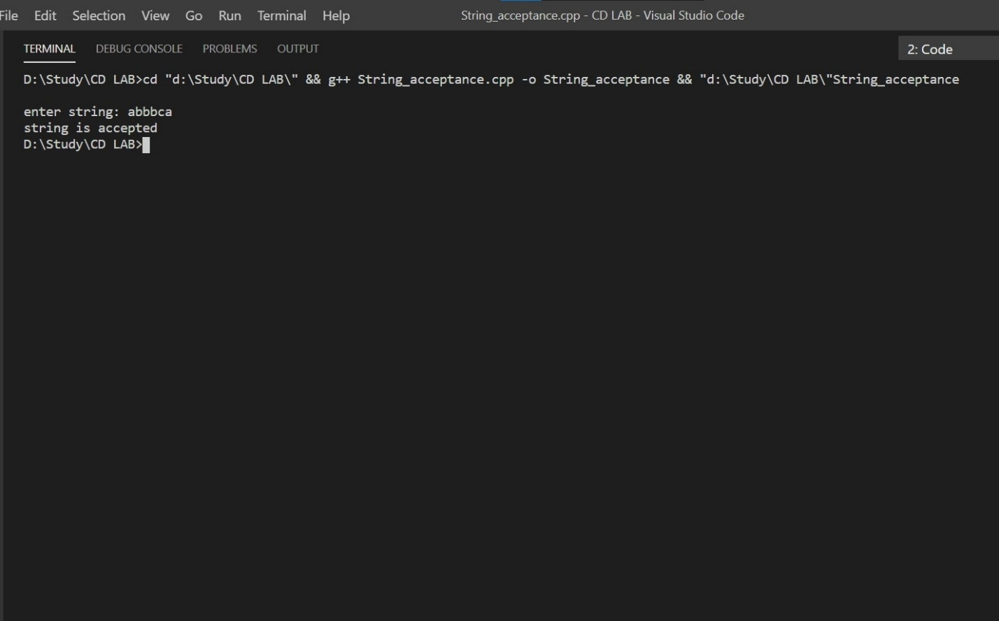 File Edit Selection View Go Run Terminal Help String_acceptance.cpp - CD LAB - Visual Studio Code
TERMINAL DEBUG CONSOLE PROBLEMS OUTPUT 2: Code
D:\Study\CD LAB>cd "d:\Study\CD LAB\" && g++ String_acceptance.cpp -o String_acceptance && "d:\Study\CD LAB\"String_acceptance
enter string: abbbca
string is accepted
D:\Study\CD LAB>